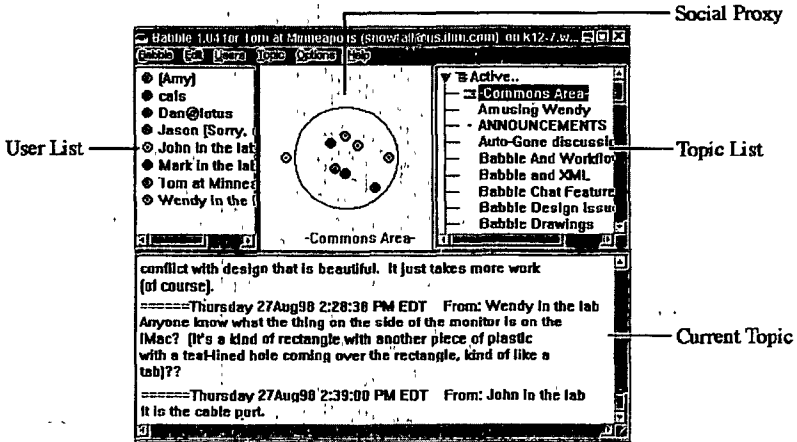 Social Proxy
Babble 1.04 for Tom at Minneapolis (snowfall@us.ibm.com) on k12-7.w...
Babble Edit Users Topic Options Help
User List
(Amy)
cals
Dan@lotus
Jason [Sorry,
John in the lab
Mark in the lab
Tom at Minnea
Wendy in the
-Commons Area-
Topic List
Active..
-Commons Area-
Amusing Wendy
- ANNOUNCEMENTS
Auto-Gone discussio
Babble And Workflo
Babble and XML
Babble Chat Feature
Babble Design Issu
Babble Drawings
Current Topic
conflict with design that is beautiful. It just takes more work
(of course).
======Thursday 27Aug98 2:28:38 PM EDT From: Wendy in the lab
Anyone know what the thing on the side of the monitor is on the
iMac? (It's a kind of rectangle with another piece of plastic
with a lined hole coming over the rectangle, kind of like a
tab)??
======Thursday 27Aug98 2:39:00 PM EDT From: John in the lab
It is the cable port.